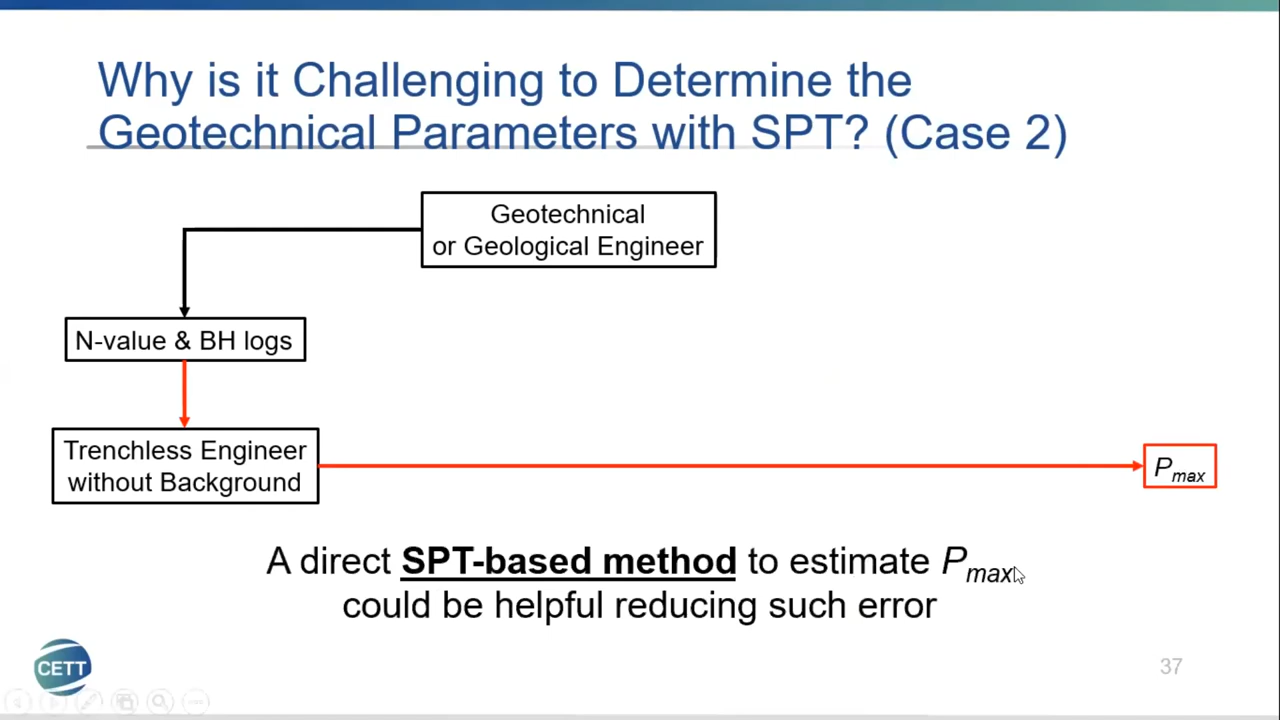 Why is it Challenging to Determine the
Geotechnical Parameters with SPT? (Case 2)
Geotechnical
or Geological Engineer
N-value & BH logs
Trenchless Engineer
without Background
Pmax
A direct SPT-based method to estimate Pmax
could be helpful reducing such error
CETT
37